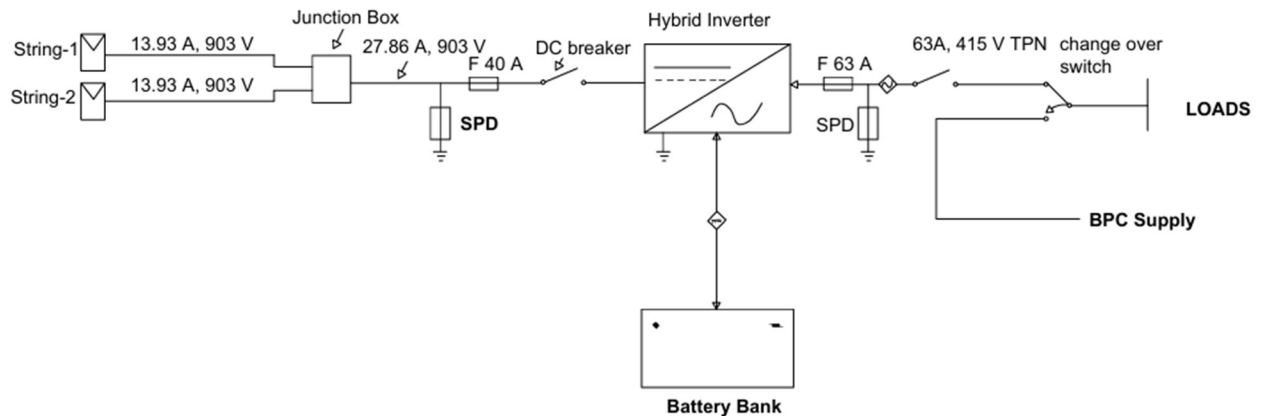 Junction Box
Hybrid Inverter
String-1
13.93 A, 903 V
27.86 A, 903 V
DC breaker
63A, 415 V TPN
change over
switch
F 40 A
F 63 A
String-2
13.93 A, 903 V
SPD
SPD
LOADS
BPC Supply
Battery Bank